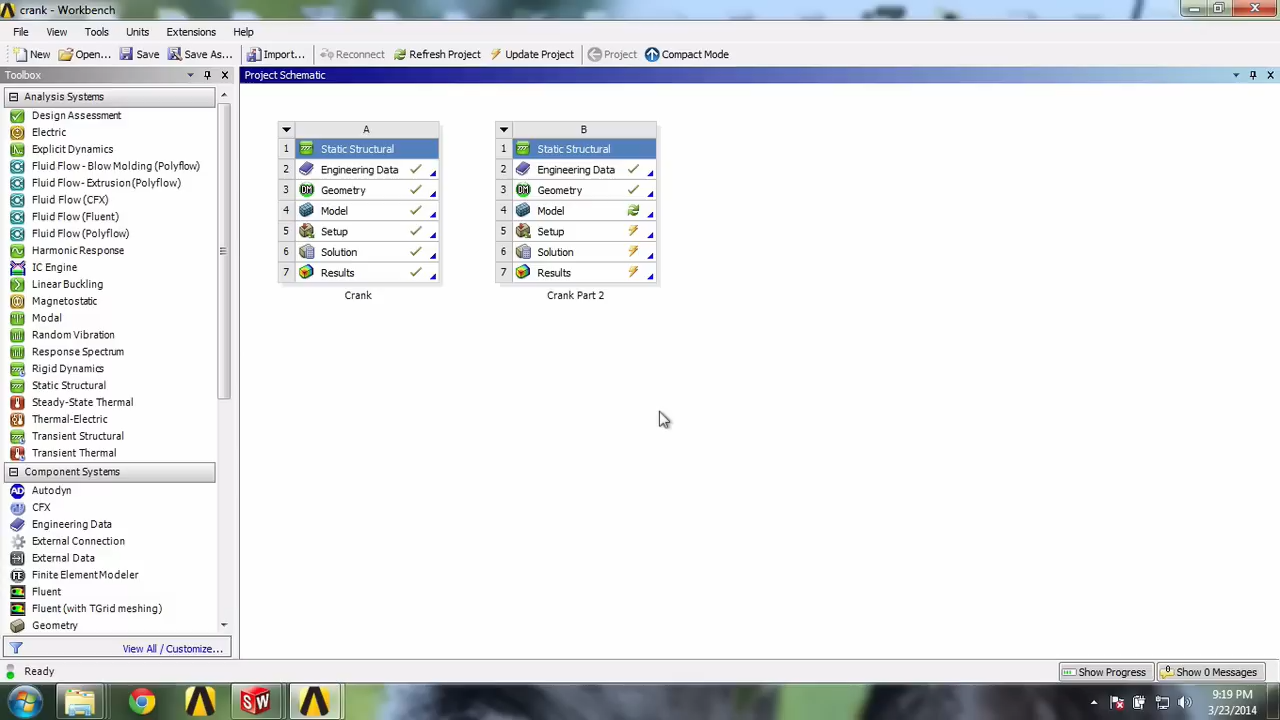 crank - Workbench
File View Tools Units Extensions Help
New Open... Save Save As... Import... Reconnect Refresh Project Update Project Project Compact Mode
Toolbox
Project Schematic
Analysis Systems
Design Assessment
Electric
Explicit Dynamics
Fluid Flow - Blow Molding (Polyflow)
Fluid Flow- Extrusion (Polyflow)
Fluid Flow (CFX)
Fluid Flow (Fluent)
Fluid Flow (Polyflow)
Harmonic Response
IC Engine
Linear Buckling
Magnetostatic
Modal
Random Vibration
Response Spectrum
Rigid Dynamics
Static Structural
Steady-State Thermal
Thermal-Electric
Transient Structural
Transient Thermal
Component Systems
AD Autodyn
CFX
Engineering Data
External Connection
External Data
FE Finite Element Modeler
Fluent
Fluent (with TGrid meshing)
Geometry
View All / Customize...
A
1 Static Structural
2 Engineering Data
3 DM Geometry
4 Model
5 Setup
6 Solution
7 Results
Crank
B
1 Static Structural
2 Engineering Data
3 DM Geometry
4 Model
5 Setup
6 Solution
7 Results
Crank Part 2
Ready
Show Progress
Show 0 Messages
SW
9:19 PM
3/23/2014